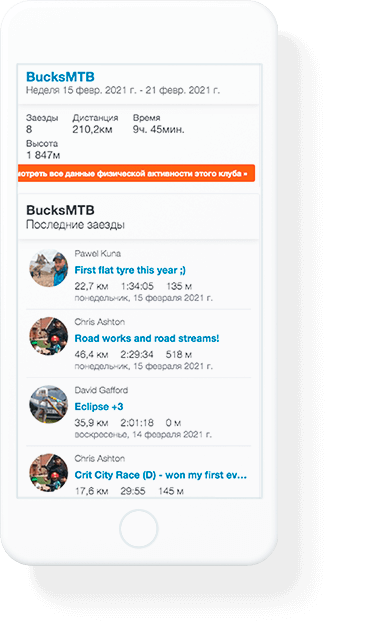 BucksMTB
Неделя 15 февр. 2021 г. - 21 февр. 2021 г.
Заезды Дистанция Время
8 210,2км 9ч. 45мин.
Высота
1 847м
отреть все данные физической активности этого клуба »
BucksMTB
Последние заезды
Pawel Kuna
First flat tyre this year ;)
22,7 км 1:34:05 135 м
понедельник, 15 февраля 2021 г.
Chris Ashton
Road works and road streams!
46,4 км 2:29:34 518 м
понедельник, 15 февраля 2021 г.
David Gafford
Eclipse +3
35,9 км 2:01:18 0 м
воскресенье, 14 февраля 2021 г.
Chris Ashton
Crit City Race (D) - won my first ev…
17,6 км 29:55 145 м